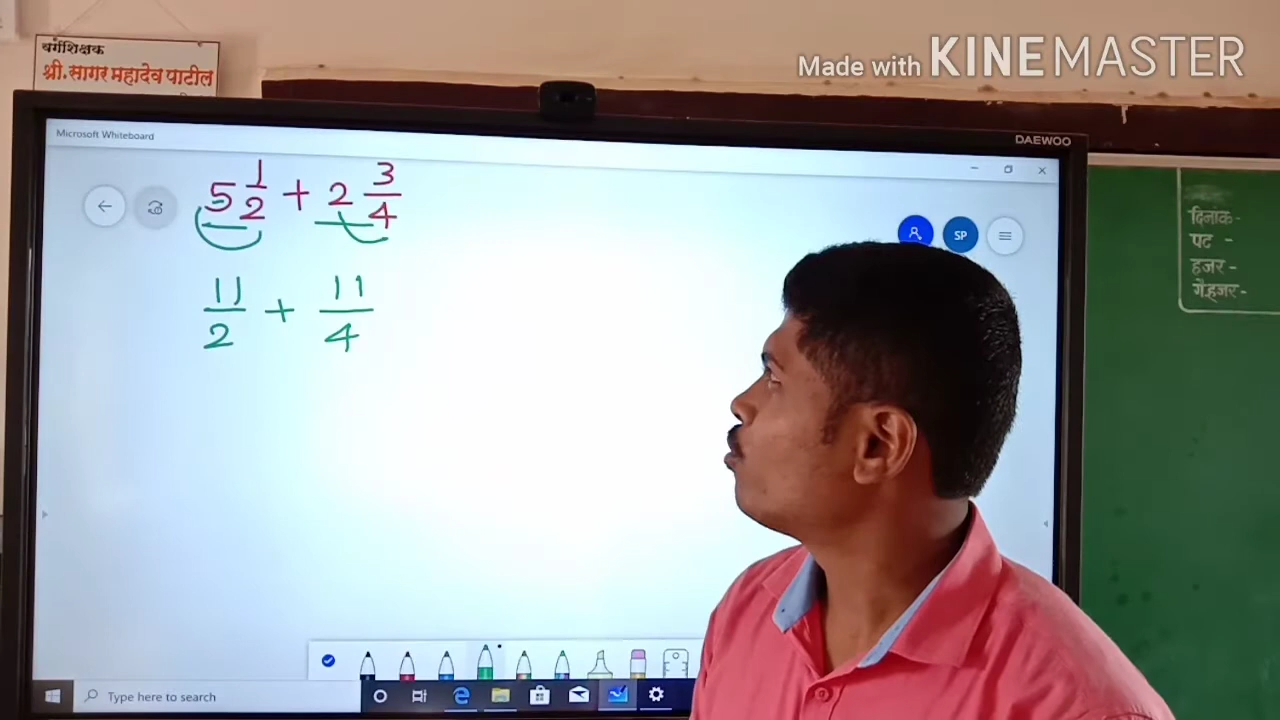 वर्गशिक्षक
श्री.सागर महादेव पाटील
Made with KINEMASTER
DAEWOO
Microsoft Whiteboard
5 1/2 + 2 3/4
SP
11/2 + 11/4
दिनांक-
पट -
हजर -
गैरहजर-
Type here to search